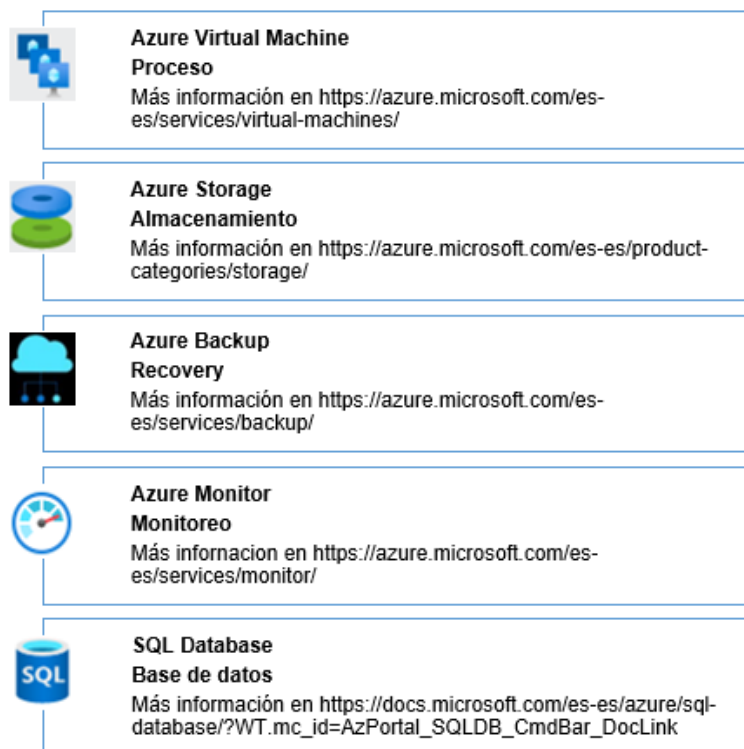 Azure Virtual Machine
Proceso
Más información en https://azure.microsoft.com/es-
es/services/virtual-machines/
Azure Storage
Almacenamiento
Más información en https://azure.microsoft.com/es-es/product-
categories/storage/
Azure Backup
Recovery
Más información en https://azure.microsoft.com/es-
es/services/backup/
Azure Monitor
Monitoreo
Más infornacion en https://azure.microsoft.com/es-
es/services/monitor/
SQL
SQL Database
Base de datos
Más información en https://docs.microsoft.com/es-es/azure/sql-
database/?WT.mc_id=AzPortal_SQLDB_CmdBar_DocLink